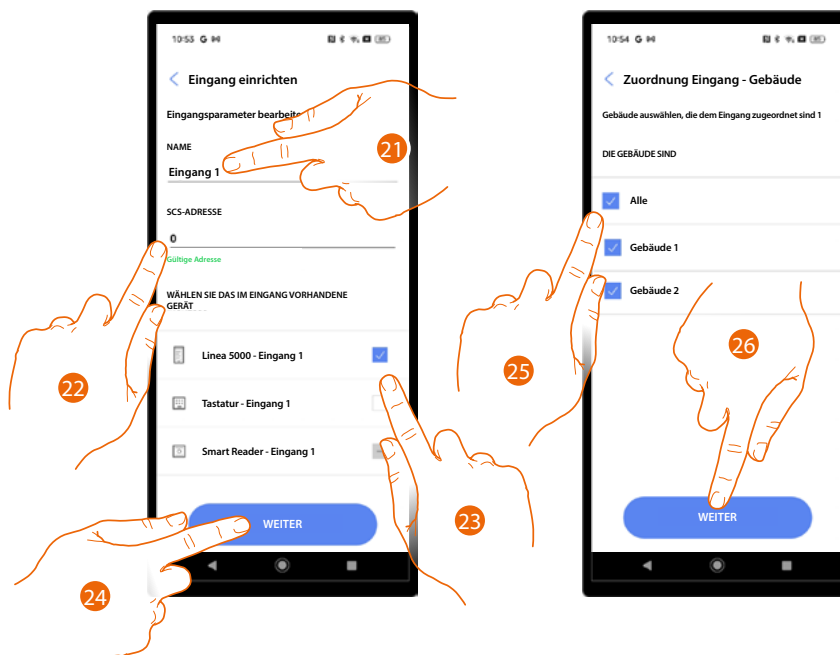 10:53 G
Eingang einrichten
Eingangsparameter bearbeite
NAME
Eingang 1
SCS-ADRESSE
0
Gültige Adresse
WÄHLEN SIE DAS IM EINGANG VORHANDENE
GERÄT
Linea 5000 - Eingang 1
Tastatur - Eingang 1
Smart Reader - Eingang 1
WEITER
21
22
23
24
10:54 G
Zuordnung Eingang - Gebäude
Gebäude auswählen, die dem Eingang zugeordnet sind 1
DIE GEBÄUDE SIND
Alle
Gebäude 1
Gebäude 2
WEITER
25
26